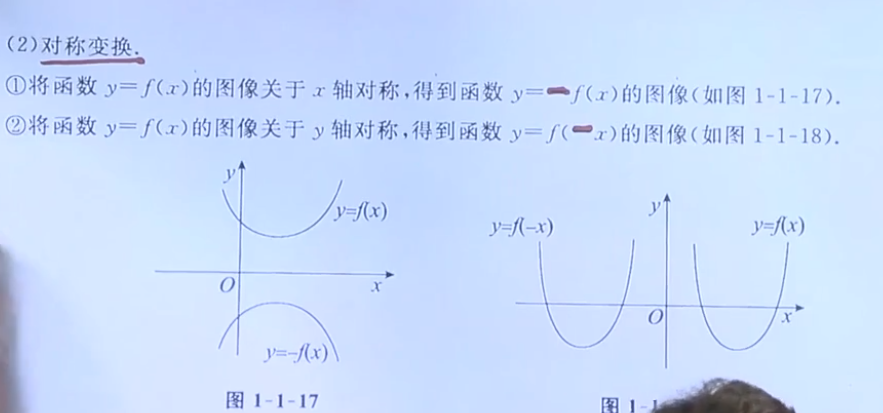 (2)对称变换.
①将函数 y=f(x)的图像关于 x 轴对称,得到函数 y=-f(x)的图像(如图 1-1-17).
②将函数 y=f(x)的图像关于 y 轴对称,得到函数 y=f(-x)的图像(如图 1-1-18).
y
y=f(x)
O
x
y=-f(x)
图 1-1-17
y
y=f(-x)
y=f(x)
O
x
图 1-1